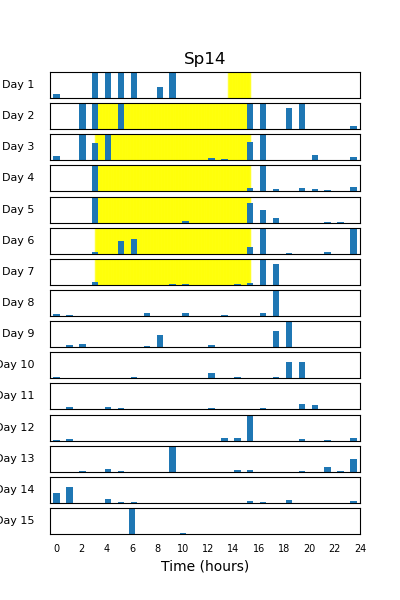 Sp14
Day 1
Day 2
Day 3
Day 4
Day 5
Day 6
Day 7
Day 8
Day 9
Day 10
Day 11
Day 12
Day 13
Day 14
Day 15
0 2 4 6 8 10 12 14 16 18 20 22 24
Time (hours)